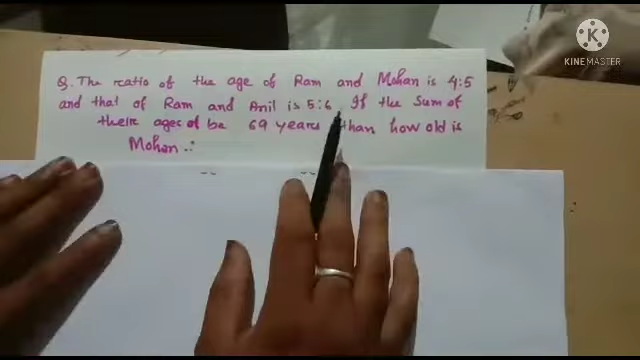 KINEMASTER
Q. The ratio of the age of Ram and Mohan is 4:5
and that of Ram and Anil is 5:6. If the sum of
their ages of be 69 years than how old is
Mohan .: